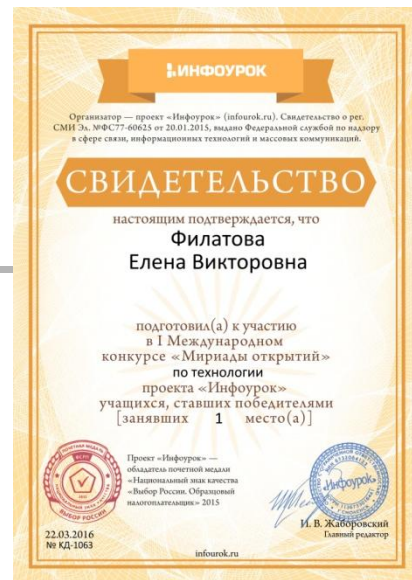 ИНФОУРОК
Организатор — проект «Инфоурок» (infourok.ru). Свидетельство о рег.
СМИ Эл. №ФС77-60625 от 20.01.2015, выдано Федеральной службой по надзору
в сфере связи, информационных технологий и массовых коммуникаций.
СВИДЕТЕЛЬСТВО
настоящим подтверждается, что
Филатова
Елена Викторовна
подготовил(а) к участию
в I Международном
конкурсе «Мириады открытий»
по технологии
проекта «Инфоурок»
учащихся, ставших победителями
[занявших 1 место(а)]
Проект «Инфоурок» —
обладатель почетной медали
«Национальный знак качества
«Выбор России. Образцовый
налогоплательщик» 2015
ВЫБОР РОССИИ
«Инфоурок»
И. В. Жаборовский
Главный редактор
22.03.2016
№ КД-1063
infourok.ru